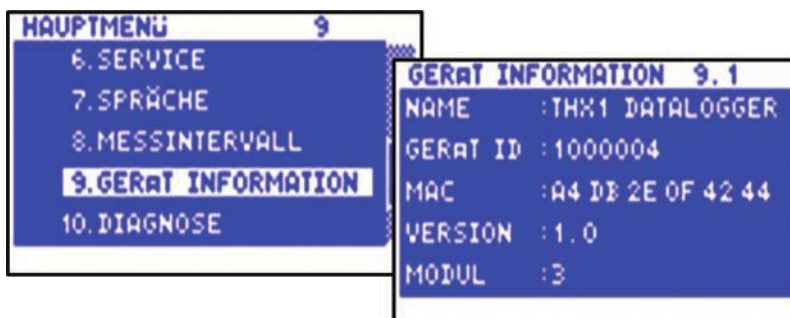 HAUPTMENÜ 9
6.SERVICE
7.SPRÄCHE
8.MESSINTERVALL
9.GERäT INFORMATION
10.DIAGNOSE
GERäT INFORMATION 9.1
NAME :THX1 DATALOGGER
GERäT ID :1000004
MAC :A4 DB 2E 0F 42 44
VERSION :1.0
MODUL :3